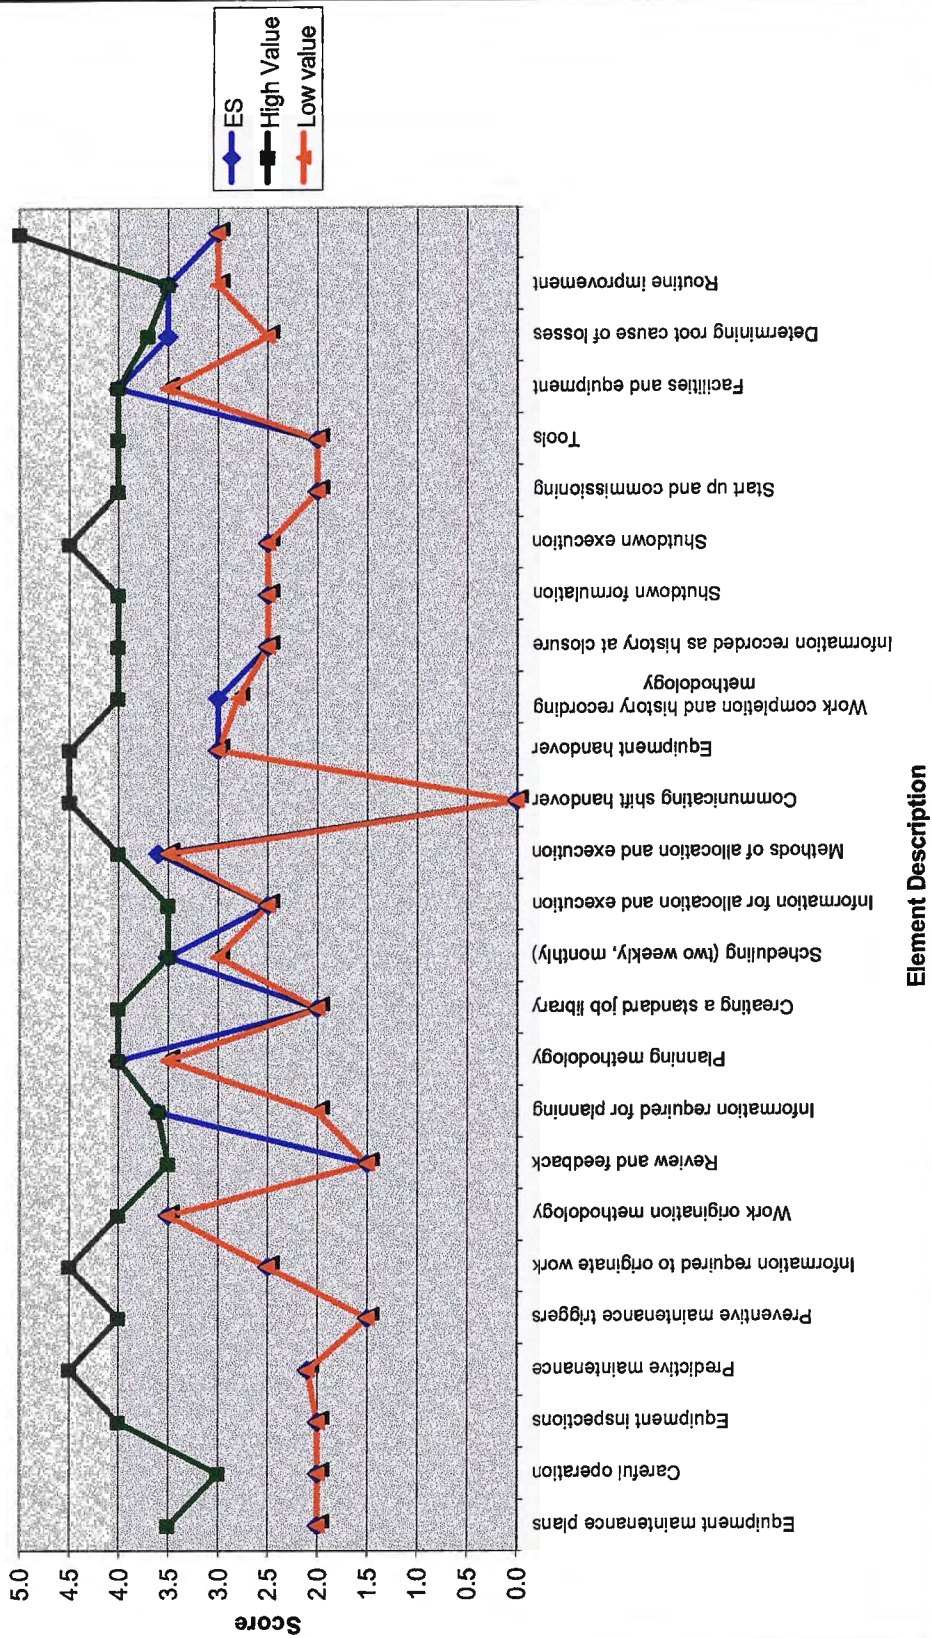 ES
High Value
Low value
Score
5.0
4.5
4.0
3.5
3.0
2.5
2.0
1.5
1.0
0.5
0.0
Equipment maintenance plans
Careful operation
Equipment inspections
Predictive maintenance
Preventive maintenance triggers
Information required to originate work
Work origination methodology
Review and feedback
Information required for planning
Planning methodology
Creating a standard job library
Scheduling (two weekly, monthly)
Information for allocation and execution
Methods of allocation and execution
Communicating shift handover
Equipment handover
Work completion and history recording
methodology
Information recorded as history at closure
Shutdown formulation
Shutdown execution
Start up and commissioning
Tools
Facilities and equipment
Determining root cause of losses
Routine improvement
Element Description